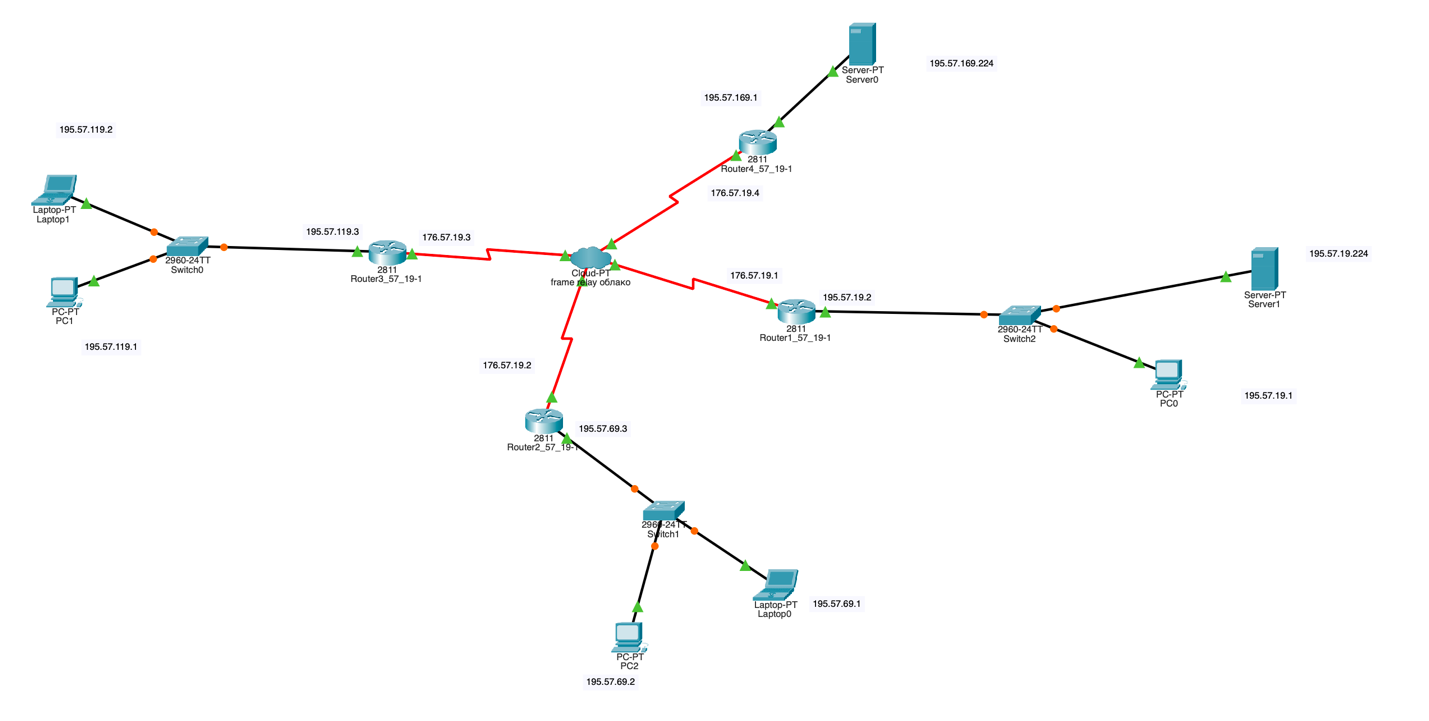 Server-PT
Server0
195.57.169.224
195.57.169.1
2811
Router4_57_19-1
176.57.19.4
195.57.119.2
Laptop-PT
Laptop1
2960-24TT
Switch0
195.57.119.3
2811
Router3_57_19-1
176.57.19.3
PC-PT
PC1
195.57.119.1
Cloud-PT
frame relay облако
176.57.19.1
2811
Router1_57_19-1
195.57.19.2
2960-24TT
Switch2
Server-PT
Server1
195.57.19.224
PC-PT
PC0
195.57.19.1
176.57.19.2
2811
Router2_57_19-1
195.57.69.3
2960-24TT
Switch1
Laptop-PT
Laptop0
195.57.69.1
PC-PT
PC2
195.57.69.2